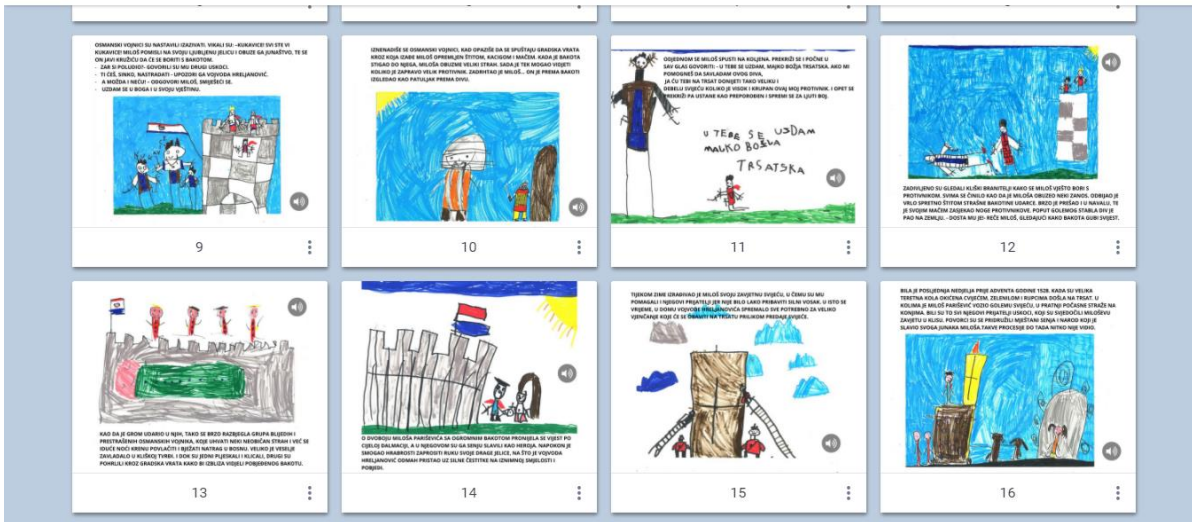 OSMANSKI VOJNICI SU NASTAVILI IZAZIVATI. VIKALI SU: -KUKAVICE! SVI STE VI
KUKAVICE! MILOŠ POMISLI NA SVOJU LJUBLJENU JELICU I OBUZE GA JUNAŠTVO, TE SE
ON JAVI KRUŽIĆU DA ĆE SE BORITI S BAKOTOM.
- ZAR SI POLUDIO?- GOVORILI SU MU DRUGI USKOCI.
- TI ĆEŠ, SINKO, NASTRADATI - UPOZORI GA VOJVODA HRELJANOVIĆ.
- A MOŽDA I NEĆU! - ODGOVORI MILOŠ, SMIJEŠEĆI SE.
- UZDAM SE U BOGA I U SVOJU VJEŠTINU.
9
IZNENADIŠE SE OSMANSKI VOJNICI, KAD OPAZIŠE DA SE SPUŠTAJU GRADSKA VRATA
KROZ KOJA IZAĐE MILOŠ OPREMLJEN ŠTITOM, KACIGOM I MAČEM. KADA JE BAKOTA
STIGAO DO NJEGA, MILOŠA OBUZME VELIKI STRAH. SADA JE TEK MOGAO VIDJETI
KOLIKO JE ZAPRAVO VELIK PROTIVNIK. ZADRHTAO JE MILOŠ... ON JE PREMA BAKOTI
IZGLEDAO KAO PATULJAK PREMA DIVU.
10
ODJEDNOM SE MILOŠ SPUSTI NA KOLJENA. PREKRIŽI SE I POČNE U
SAV GLAS GOVORITI: - U TEBE SE UZDAM, MAJKO BOŽJA TRSATSKA. AKO MI
POMOGNEŠ DA SAVLADAM OVOG DIVA,
JA ĆU TEBI NA TRSAT DONIJETI TAKO VELIKU I
DEBELU SVIJEĆU KOLIKO JE VISOK I KRUPAN OVAJ MOJ PROTIVNIK. I OPET SE
PREKRIŽI PA USTANE KAO PREPOROĐEN I SPREMI SE ZA LJUTI BOJ.
U TEBE SE USDAM
TRSATSKA
11
ZADIVLJENO SU GLEDALI KLIŠKI BRANITELJI KAKO SE MILOŠ VJEŠTO BORI S
PROTIVNIKOM. SVIMA SE ČINILO KAO DA JE MILOŠA OBUZEO NEKI ZANOS. ODBIJAO JE
VRLO SPRETNO ŠTITOM STRAŠNE BAKOTINE UDARCE. BRZO JE PREŠAO I U NAVALU, TE
JE SVOJIM MAČEM ZASJEKAO NOGE PROTIVNIKOVE. POPUT GOLEMOG STABLA DIV JE
PAO NA ZEMLJU. -DOSTA MU JE!- REČE MILOŠ, GLEDAJUĆI KAKO BAKOTA GUBI SVIJEST.
12
KAO DA JE GROM UDARIO U NJIH, TAKO SE BRZO RAZBJEGLA GRUPA BLIJEDIH I
PRESTRAŠENIH OSMANSKIH VOJNIKA, KOJE UHVATI NEKI NEOBIČAN STRAH I VEĆ SE
IDUĆE NOĆI KRENU POVLAČITI I BJEŽATI NATRAG U BOSNU. VELIKO JE VESELJE
ZAVLADALO U KLIŠKOJ TVRĐI. I DOK SU JEDNI PLJESKALI I KLICALI, DRUGI SU
POHRLILI KROZ GRADSKA VRATA KAKO BI IZBLIZA VIDJELI POBJEĐENOG BAKOTU.
13
O DVOBOJU MILOŠA PARIŠEVIĆA SA OGROMNIM BAKOTOM PRONIJELA SE VIJEST PO
CIJELOJ DALMACIJI, A U NJEGOVOM SU GA SENJU SLAVILI KAO HEROJA. NAPOKON JE
SMOGAO HRABROSTI ZAPROSITI RUKU SVOJE DRAGE JELICE, NA ŠTO JE VOJVODA
HRELJANOVIĆ ODMAH PRISTAO UZ SILNE ČESTITKE NA IZNIMNOJ SMJELOSTI I
POBJEDI.
14
TIJEKOM ZIME IZRAĐIVAO JE MILOŠ SVOJU ZAVJETNU SVIJEĆU, U ČEMU SU MU
POMAGALI I NJEGOVI PRIJATELJI JER NIJE BILO LAKO PRIBAVITI SILNI VOSAK. U ISTO SE
VRIJEME, U DOMU VOJVODE HRELJANOVIĆA SPREMALO SVE POTREBNO ZA VELIKO
VJENČANJE KOJE ĆE SE OBAVITI NA TRSATU PRILIKOM PREDAJE SVIJEĆE.
15
BILA JE POSLJEDNJA NEDJELJA PRIJE ADVENTA GODINE 1528. KADA SU VELIKA
TERETNA KOLA OKIĆENA CVIJEĆEM, ZELENILOM I RUPCIMA DOŠLA NA TRSAT. U
KOLIMA JE MILOŠ PARIŠEVIĆ VOZIO GOLEMU SVIJEĆU, U PRATNJI POČASNE STRAŽE NA
KONJIMA. BILI SU TO SVI NJEGOVI PRIJATELJI USKOCI, KOJI SU SVJEDOČILI MILOŠEVU
ZAVJETU U KLISU. POVORCI SU SE PRIDRUŽILI MJEŠTANI SENJA I NAROD KOJI JE
SLAVIO SVOGA JUNAKA MILOŠA.TAKVE PROCESIJE DO TADA NITKO NIJE VIDIO.
16